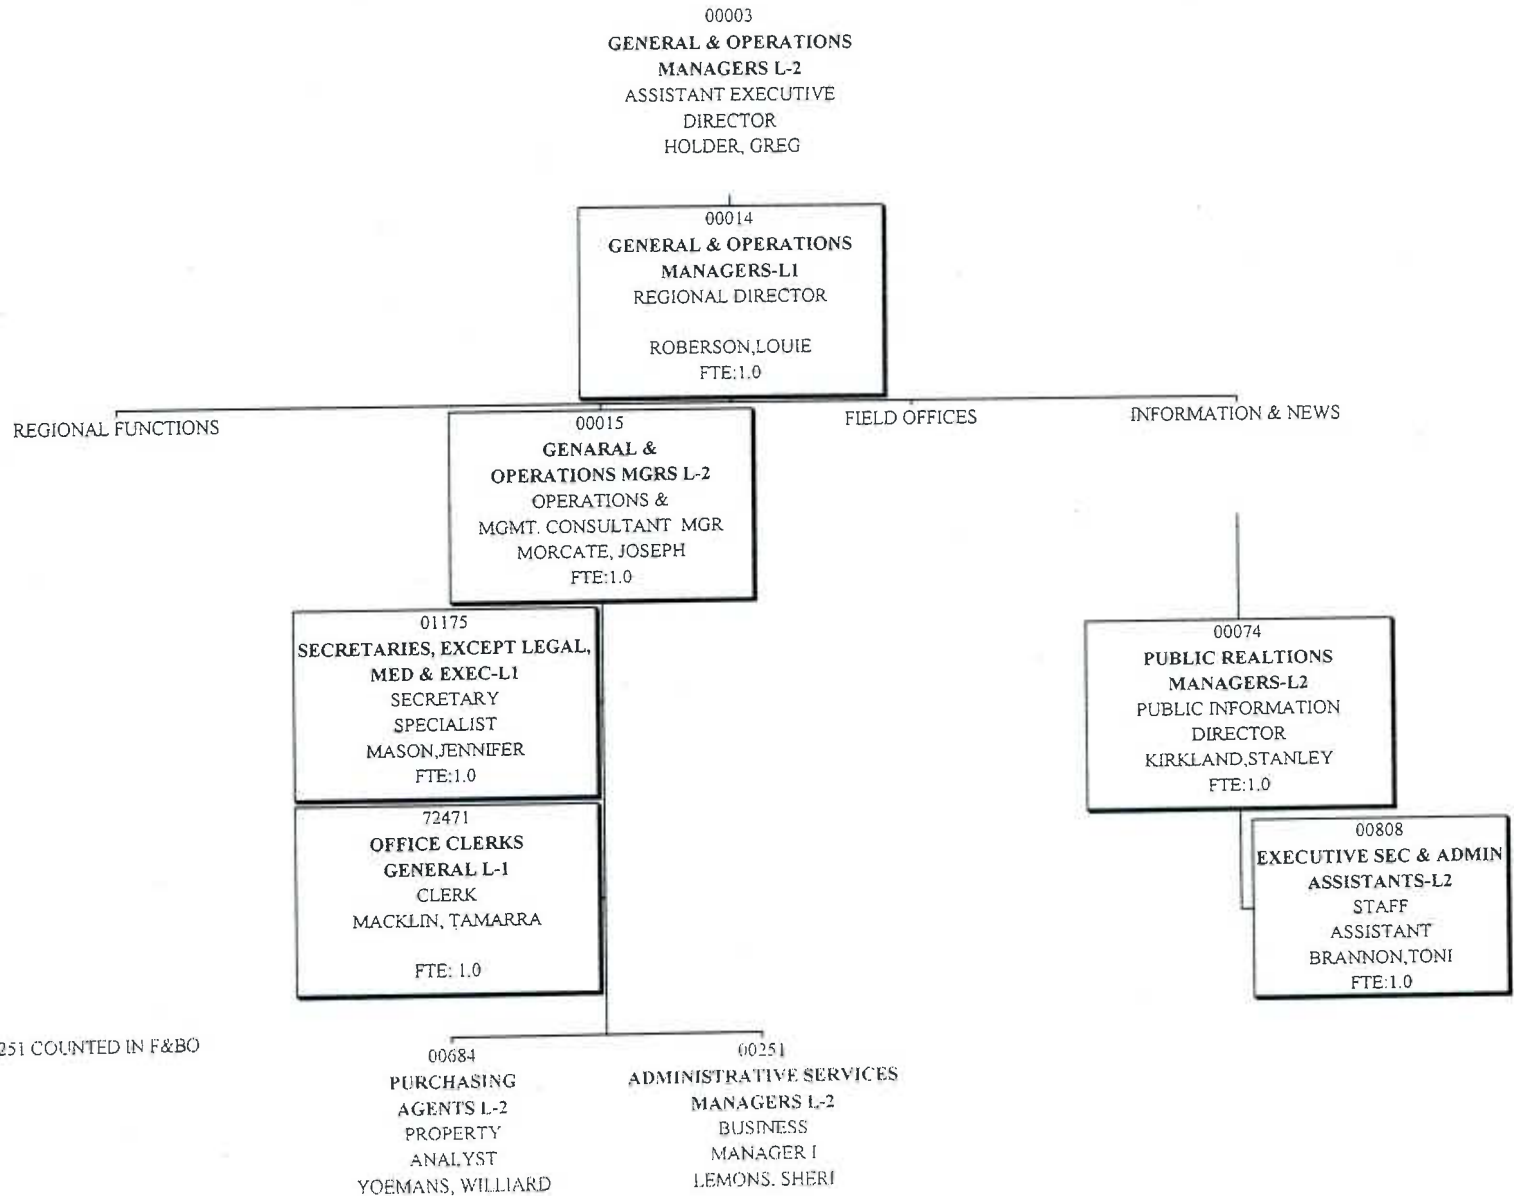 00003
GENERAL & OPERATIONS
MANAGERS L-2
ASSISTANT EXECUTIVE
DIRECTOR
HOLDER, GREG
00014
GENERAL & OPERATIONS
MANAGERS-L1
REGIONAL DIRECTOR
ROBERSON,LOUIE
FTE:1.0
REGIONAL FUNCTIONS
00015
GENARAL &
OPERATIONS MGRS L-2
OPERATIONS &
MGMT. CONSULTANT MGR
MORCATE, JOSEPH
FTE:1.0
FIELD OFFICES
INFORMATION & NEWS
01175
SECRETARIES, EXCEPT LEGAL,
MED & EXEC-L1
SECRETARY
SPECIALIST
MASON,JENNIFER
FTE:1.0
00074
PUBLIC REALTIONS
MANAGERS-L2
PUBLIC INFORMATION
DIRECTOR
KIRKLAND,STANLEY
FTE:1.0
72471
OFFICE CLERKS
GENERAL L-1
CLERK
MACKLIN, TAMARRA
FTE: 1.0
00808
EXECUTIVE SEC & ADMIN
ASSISTANTS-L2
STAFF
ASSISTANT
BRANNON,TONI
FTE:1.0
251 COUNTED IN F&BO
00684
PURCHASING
AGENTS L-2
PROPERTY
ANALYST
YOEMANS, WILLIARD
00251
ADMINISTRATIVE SERVICES
MANAGERS L-2
BUSINESS
MANAGER I
LEMONS, SHERI